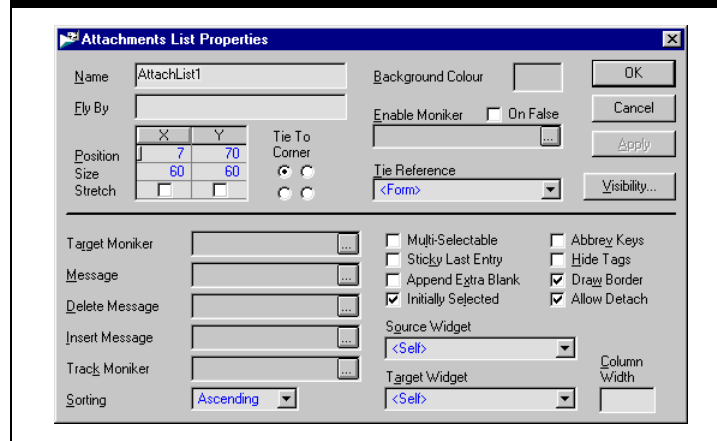 Attachments List Properties
Name AttachList1
Fly By
X Y
Position 7 70
Size 60 60
Stretch
Tie To
Corner
Background Colour
Enable Moniker On False
...
Tie Reference
<Form>
OK
Cancel
Apply
Visibility...
Target Moniker ...
Message ...
Delete Message ...
Insert Message ...
Track Moniker ...
Sorting Ascending
Multi-Selectable
Sticky Last Entry
Append Extra Blank
Initially Selected
Abbrev Keys
Hide Tags
Draw Border
Allow Detach
Source Widget
<Self>
Target Widget
<Self>
Column
Width